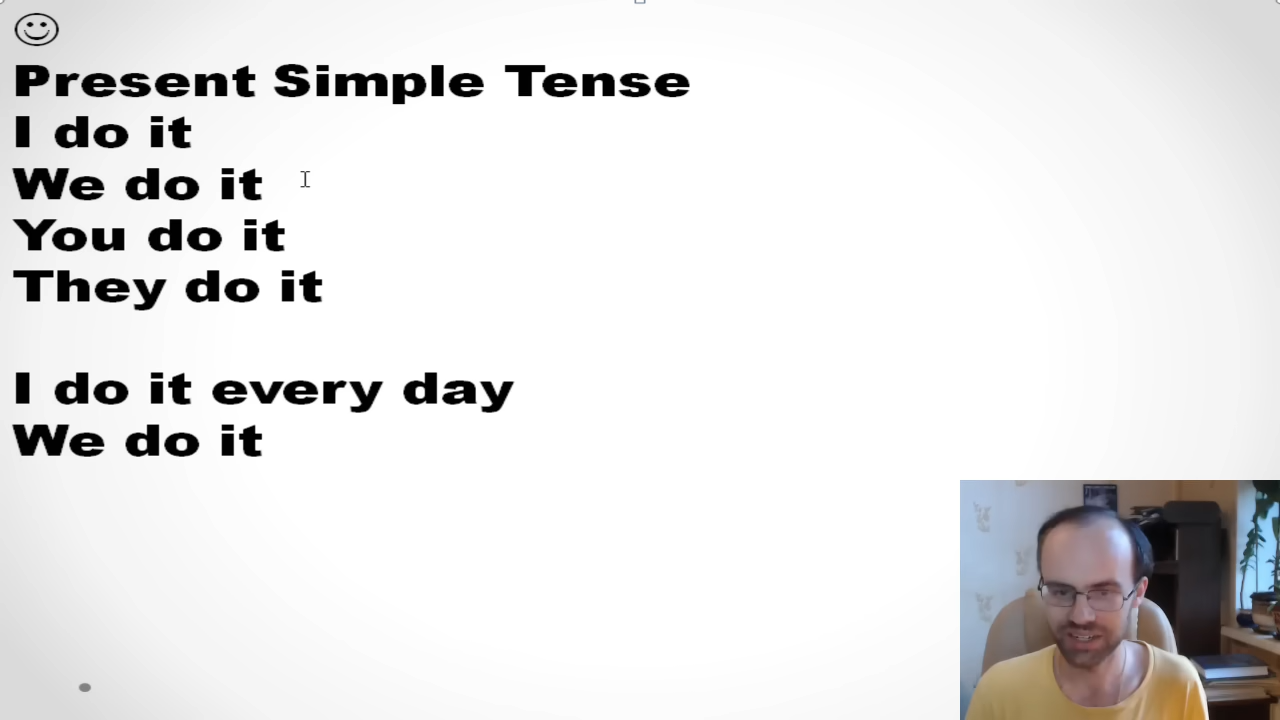 Present Simple Tense
I do it
We do it
You do it
They do it
I do it every day
We do it